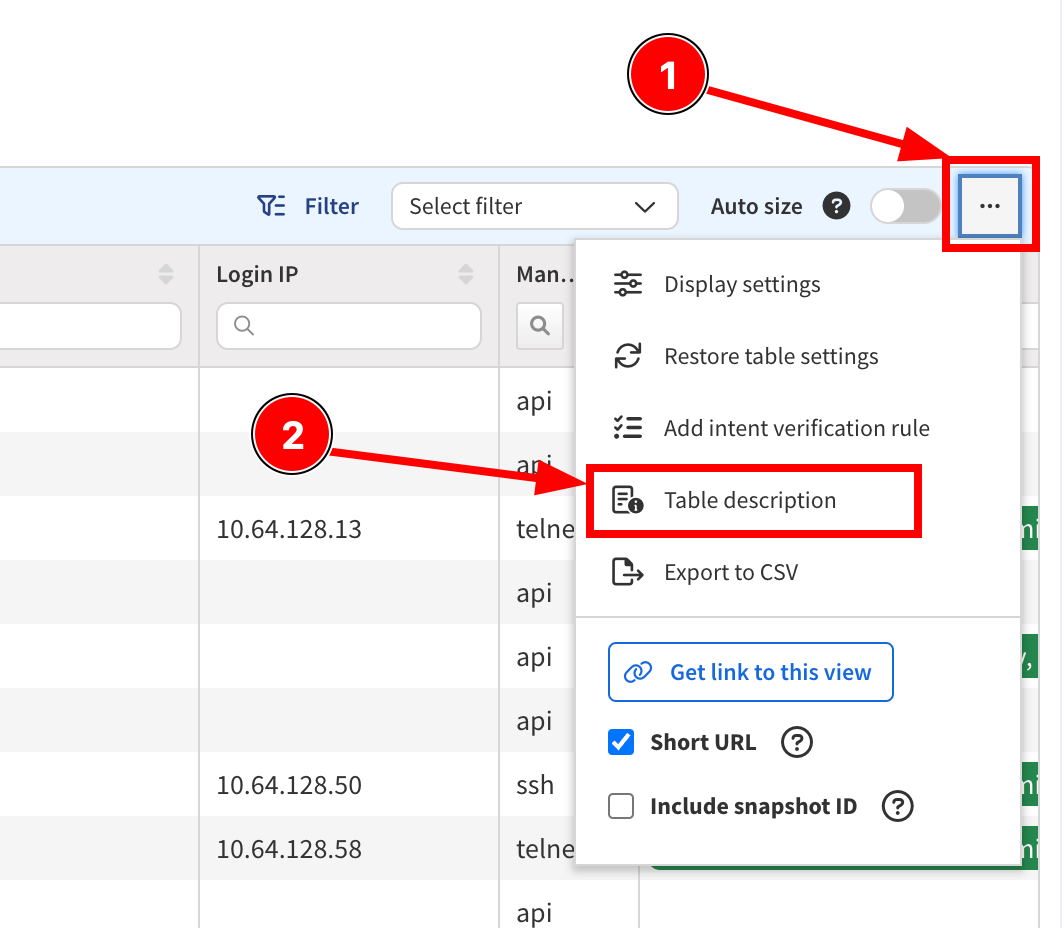 1
Filter
Select filter
Auto size
?
...
Login IP
Man...
Display settings
Restore table settings
api
Add intent verification rule
2
api
Table description
10.64.128.13
telne
Export to CSV
api
api
Get link to this view
api
Short URL
?
10.64.128.50
ssh
Include snapshot ID
?
10.64.128.58
telne
api